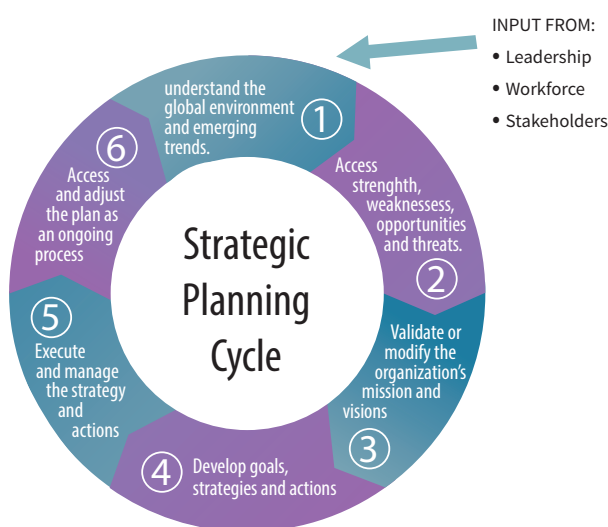 INPUT FROM:
• Leadership
• Workforce
• Stakeholders
understand the
global environment
and emerging
trends.
1
Access
strenghth,
weaknessess,
opportunities
and threats.
2
Validate or
modify the
organization's
mission and
visions
3
4
Develop goals,
strategies and actions
5
Execute
and manage
the strategy
and
actions
6
Access
and adjust
the plan as
an ongoing
process
Strategic
Planning
Cycle